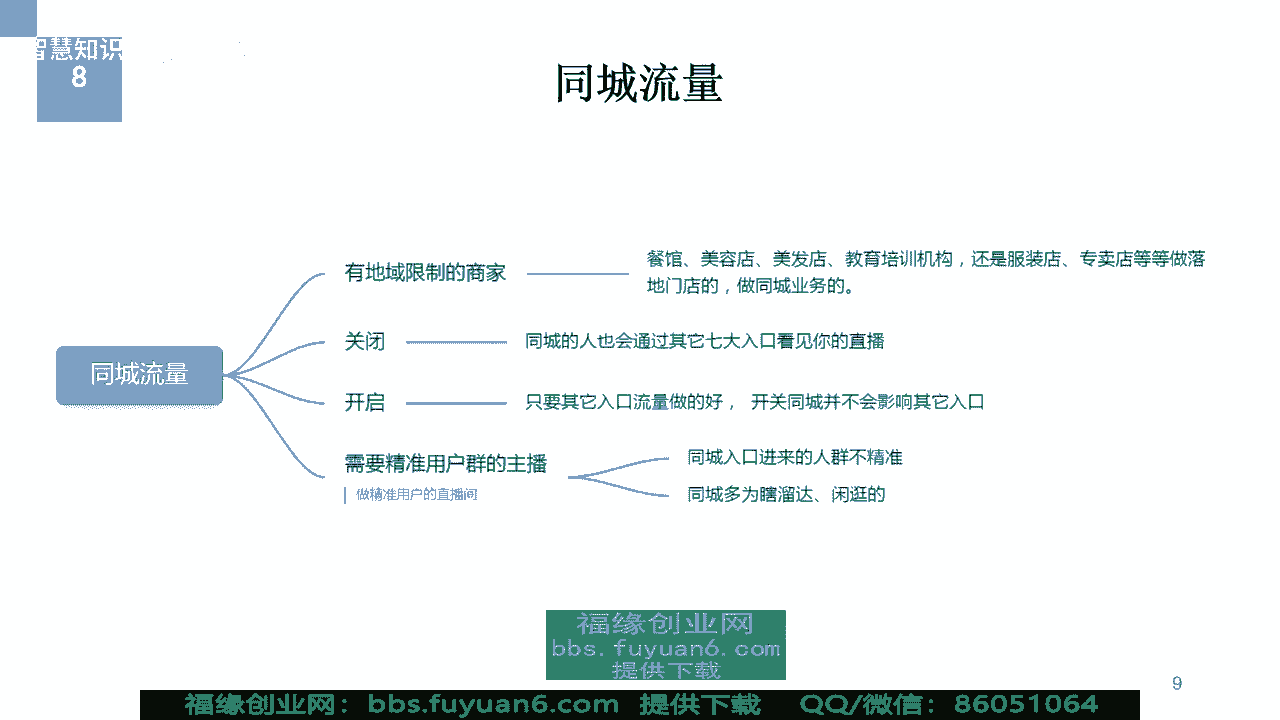 智慧知识
8
同城流量
有地域限制的商家
餐馆、美容店、美发店、教育培训机构，还是服装店、专卖店等等做落
地门店的，做同城业务的。
关闭
同城的人也会通过其它七大入口看见你的直播
同城流量
开启
只要其它入口流量做的好， 开关同城并不会影响其它入口
需要精准用户群的主播
做精准用户的直播间
同城入口进来的人群不精准
同城多为瞎溜达、闲逛的
福缘创业网
bbs.fuyuan6.com
提供下载
9
福缘创业网：bbs.fuyuan6.com 提供下载 QQ/微信：86051064